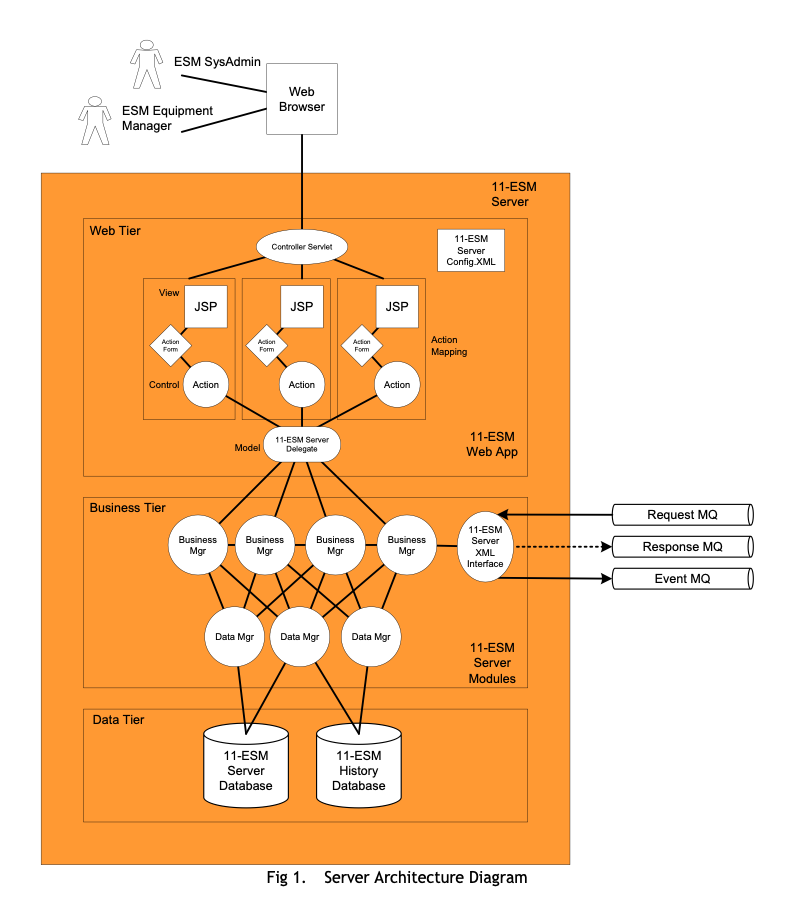 ESM SysAdmin
ESM Equipment
Manager
Web
Browser
11-ESM
Server
Web Tier
Controller Servlet
11-ESM
Server
Config.XML
View
JSP
JSP
JSP
Action
Form
Action
Form
Action
Form
Action
Mapping
Control
Action
Action
Action
Model
11-ESM Server
Delegate
11-ESM
Web App
Business Tier
Business
Mgr
Business
Mgr
Business
Mgr
Business
Mgr
11-ESM
Server
XML
Interface
Request MQ
Response MQ
Event MQ
Data Mgr
Data Mgr
Data Mgr
11-ESM
Server
Modules
Data Tier
11-ESM
Server
Database
11-ESM
History
Database
Fig 1. Server Architecture Diagram